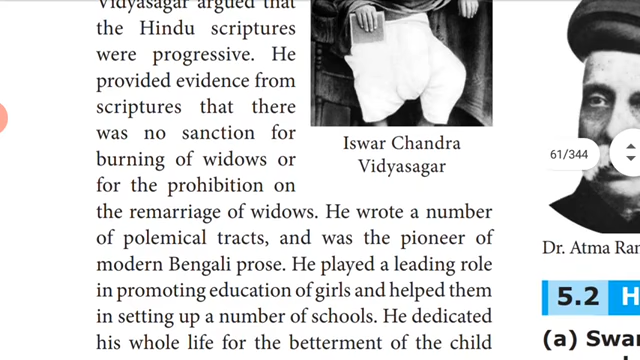 Vidyasagar argued that
the Hindu scriptures
were progressive. He
provided evidence from
scriptures that there
was no sanction for
burning of widows or
for the prohibition on
the remarriage of widows. He wrote a number
of polemical tracts, and was the pioneer of
modern Bengali prose. He played a leading role
in promoting education of girls and helped them
in setting up a number of schools. He dedicated
his whole life for the betterment of the child
Iswar Chandra
Vidyasagar
61/344
Dr. Atma Ran
5.2 H
(a) Swa